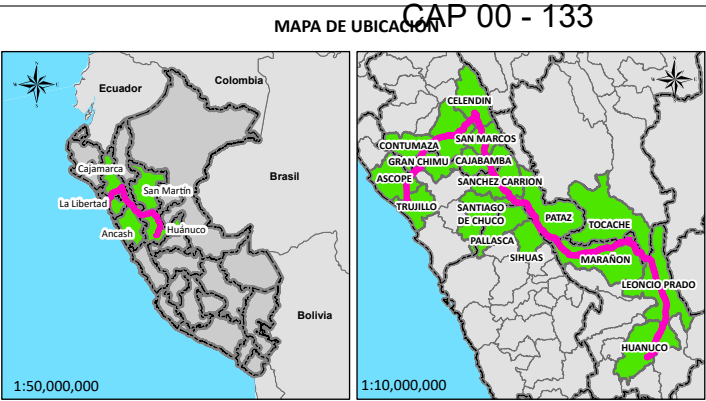 CAP 00 - 133
MAPA DE UBICACIÓN
Colombia
Ecuador
Cajamarca
Brasil
San Martín
La Libertad
Ancash
Huánuco
Bolivia
1:50,000,000
CELENDIN
CONTUMAZA
SAN MARCOS
GRAN CHIMU
CAJABAMBA
ASCOPE
SANCHEZ CARRION
TRUJILLO
SANTIAGO
DE CHUCO
PATAZ
TOCACHE
PALLASCA
SIHUAS
MARAÑON
LEONCIO PRADO
HUANUCO
1:10,000,000